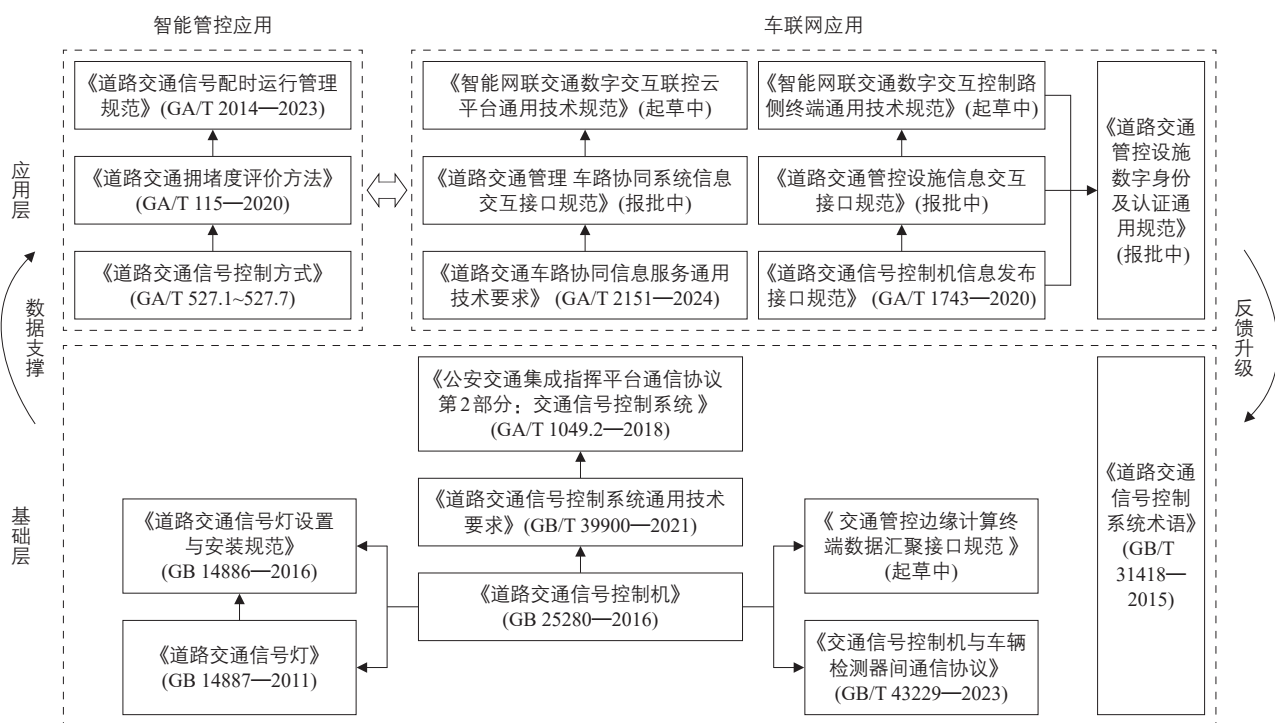 智能管控应用
车联网应用
《道路交通信号配时运行管理
规范》(GA/T 2014—2023)
《道路交通拥堵度评价方法》
(GA/T 115—2020)
《道路交通信号控制方式》
(GA/T 527.1~527.7)
《智能网联交通数字交互联控云
平台通用技术规范》(起草中)
《道路交通管理 车路协同系统信息
交互接口规范》(报批中)
《道路交通车路协同信息服务通用
技术要求》 (GA/T 2151—2024)
《智能网联交通数字交互控制路
侧终端通用技术规范》(起草中)
《道路交通管控设施信息交互
接口规范》(报批中)
《道路交通信号控制机信息发布
接口规范》 (GA/T 1743—2020)
《道路交通
管控设施
数字身份
及认证通
用规范》
(报批中)
应用层
数据支撑
反馈升级
基础层
《公安交通集成指挥平台通信协议
第2部分：交通信号控制系统 》
(GA/T 1049.2—2018)
《道路交通信号控制系统通用技术
要求》(GB/T 39900—2021)
《道路交通信号控制机》
(GB 25280—2016)
《道路交通信号灯设置
与安装规范》
(GB 14886—2016)
《道路交通信号灯》
(GB 14887—2011)
《 交通管控边缘计算终
端数据汇聚接口规范 》
(起草中)
《交通信号控制机与车辆
检测器间通信协议》
(GB/T 43229—2023)
《道路交通
信号控制
系统术语》
(GB/T
31418—
2015)